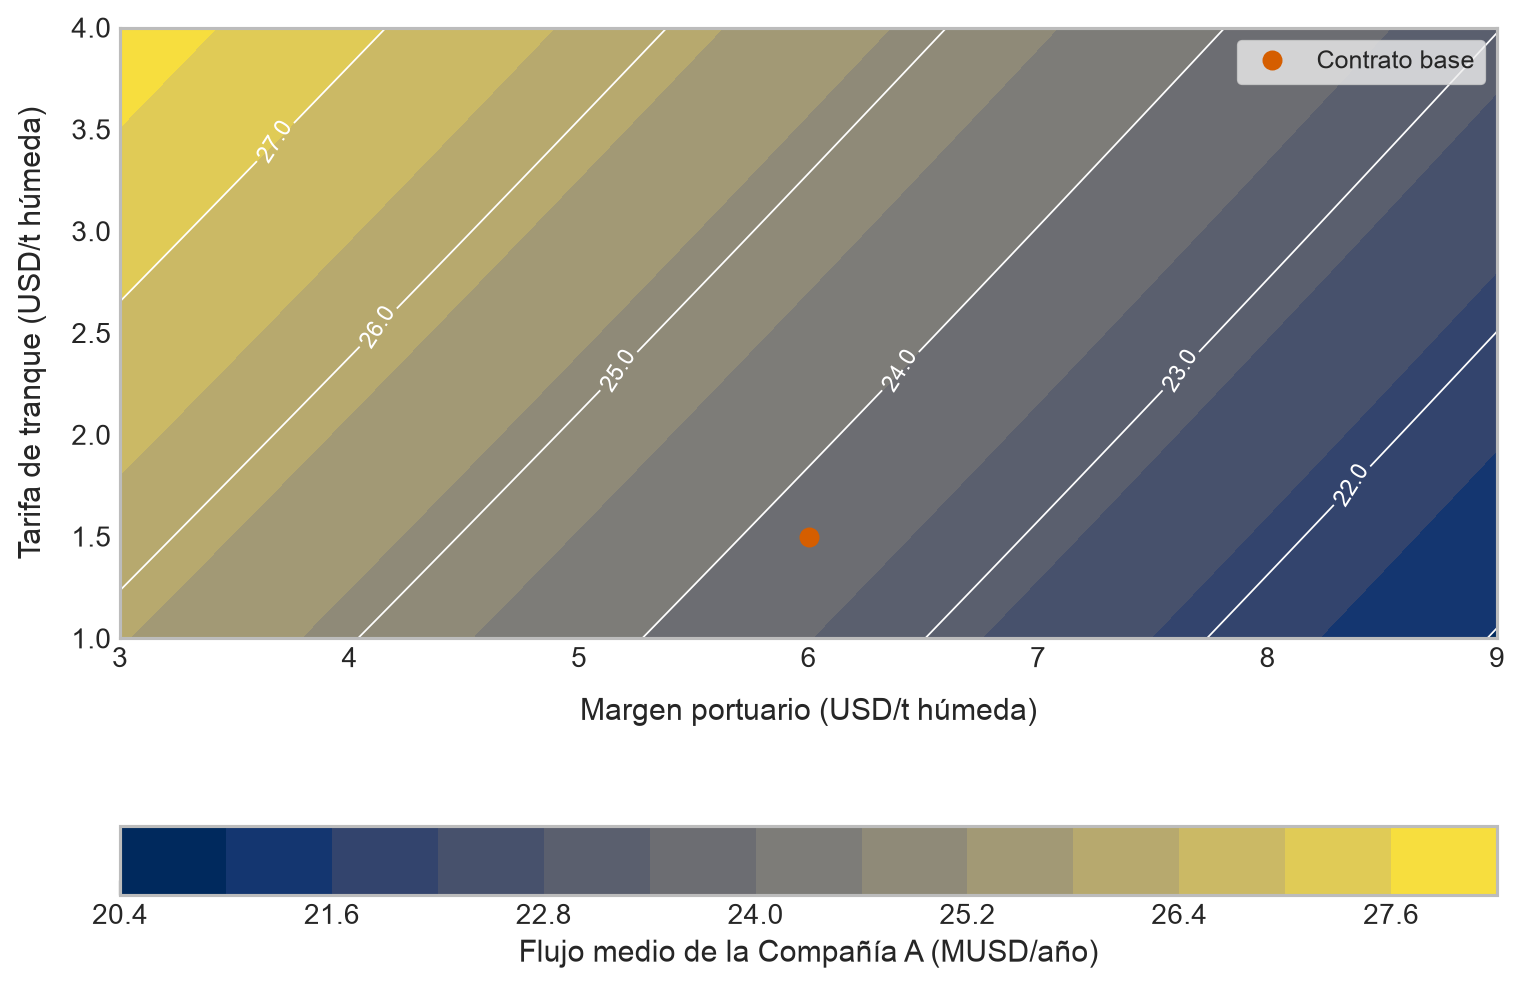 4.0
3.5
3.0
2.5
2.0
1.5
1.0
Tarifa de tranque (USD/t húmeda)
Contrato base
27.0
26.0
25.0
24.0
23.0
22.0
3 4 5 6 7 8 9
Margen portuario (USD/t húmeda)
20.4 21.6 22.8 24.0 25.2 26.4 27.6
Flujo medio de la Compañía A (MUSD/año)